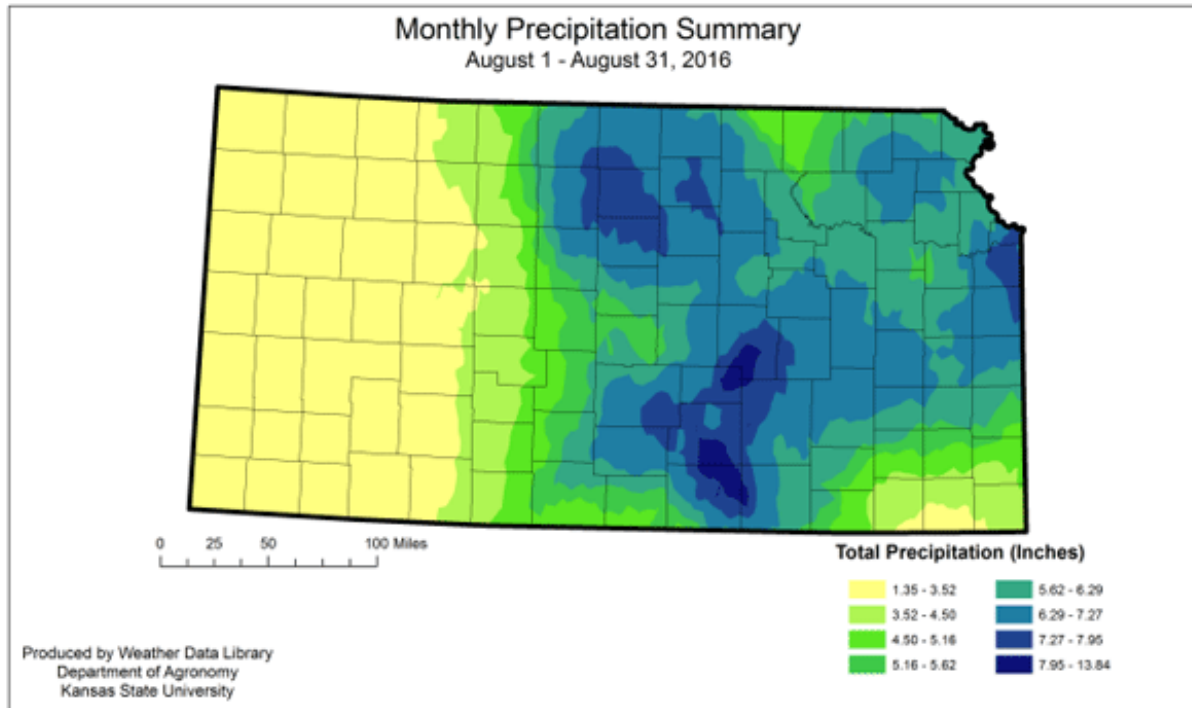 Monthly Precipitation Summary
August 1 - August 31, 2016
0 25 50 100 Miles
Total Precipitation (Inches)
1.35 - 3.52
3.52 - 4.50
4.50 - 5.16
5.16 - 5.62
5.62 - 6.29
6.29 - 7.27
7.27 - 7.95
7.95 - 13.84
Produced by Weather Data Library
Department of Agronomy
Kansas State University